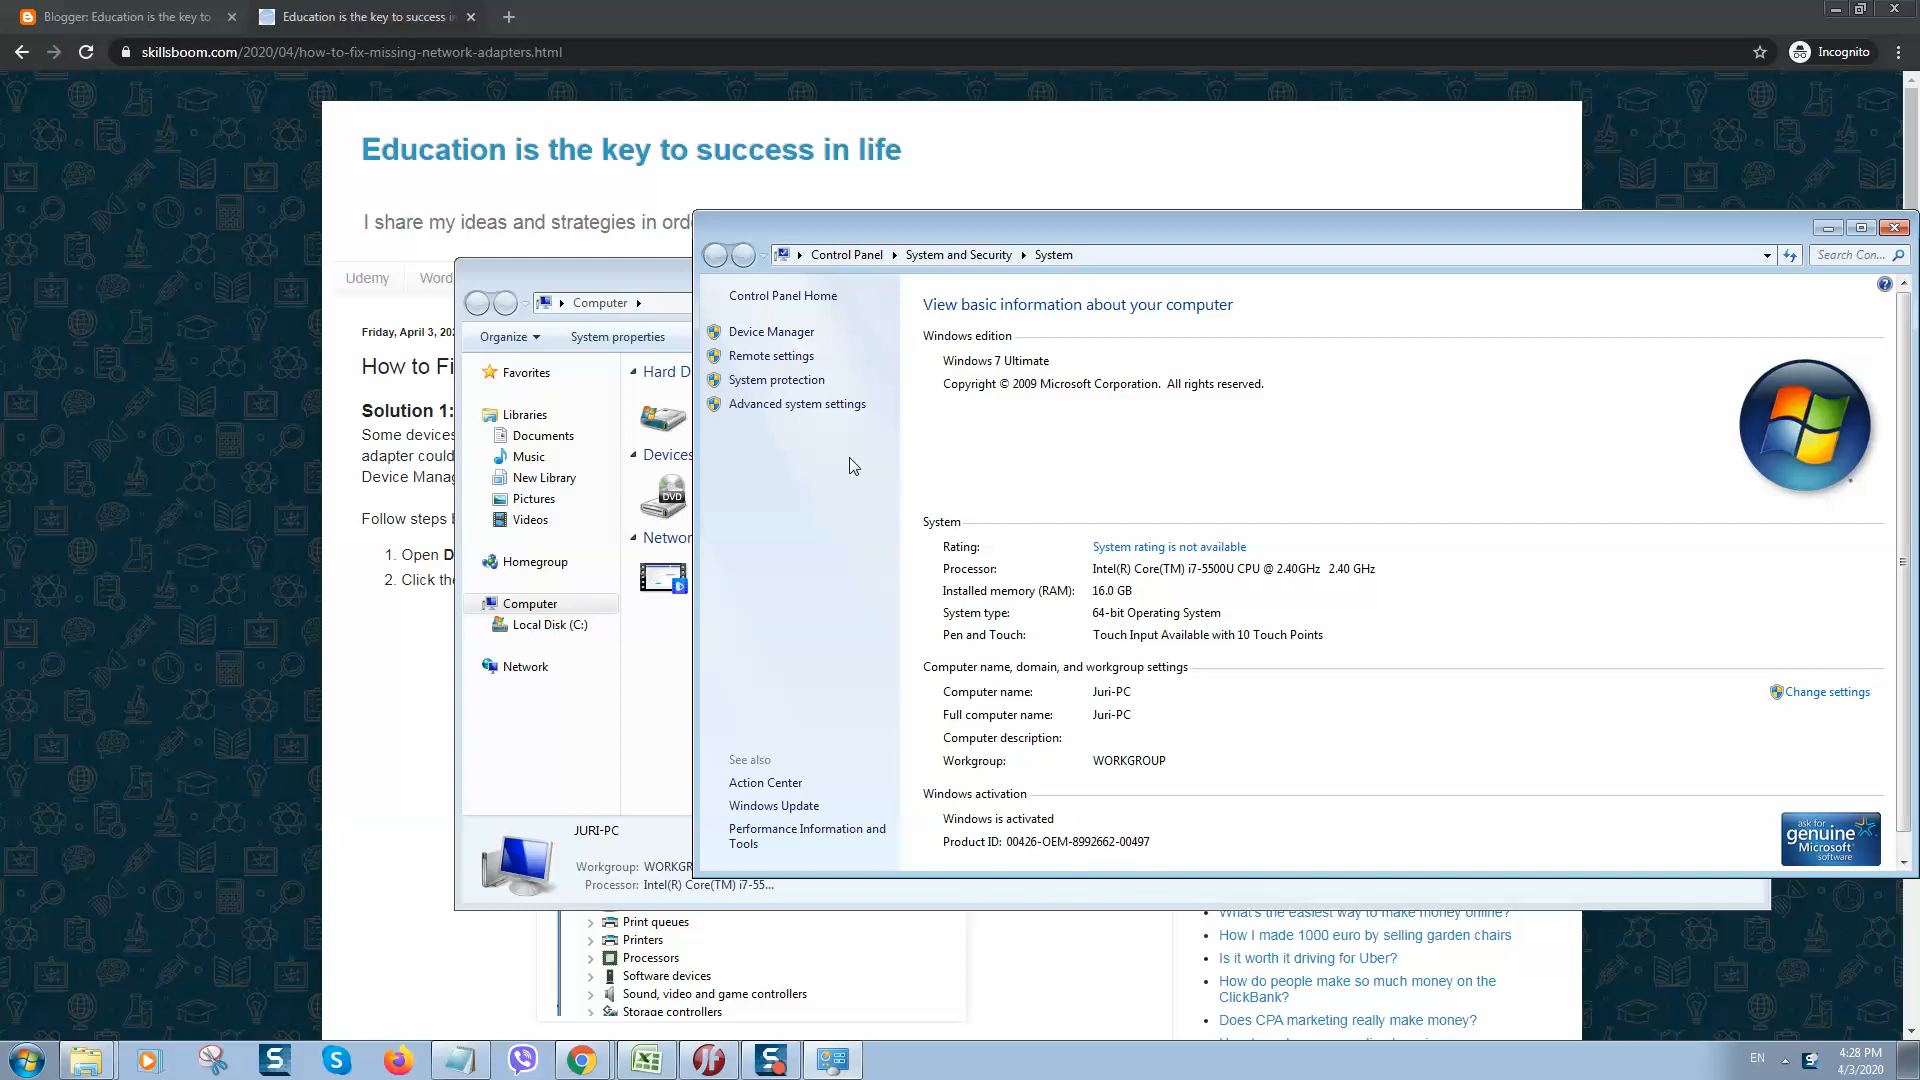 Blogger: Education is the key to
Education is the key to success in
skillsboom.com/2020/04/how-to-fix-missing-network-adapters.html
Incognito
Education is the key to success in life
I share my ideas and strategies in ord
Udemy
Word
Friday, April 3, 202
How to Fi
Solution 1:
Some devices
adapter could
Device Manag
Follow steps
1. Open D
2. Click the
Computer
Organize
System properties
Favorites
Libraries
Documents
Music
New Library
Pictures
Videos
Homegroup
Computer
Local Disk (C:)
Network
Hard D
Devices
DVD
Networ
JURI-PC
Workgroup: WORKGR
Processor: Intel(R) Core(TM) i7-55...
Control Panel
System and Security
System
Search Con...
Control Panel Home
Device Manager
Remote settings
System protection
Advanced system settings
See also
Action Center
Windows Update
Performance Information and
Tools
View basic information about your computer
Windows edition
Windows 7 Ultimate
Copyright © 2009 Microsoft Corporation. All rights reserved.
System
Rating: System rating is not available
Processor: Intel(R) Core(TM) i7-5500U CPU @ 2.40GHz 2.40 GHz
Installed memory (RAM): 16.0 GB
System type: 64-bit Operating System
Pen and Touch: Touch Input Available with 10 Touch Points
Computer name, domain, and workgroup settings
Computer name: Juri-PC
Change settings
Full computer name: Juri-PC
Computer description:
Workgroup: WORKGROUP
Windows activation
Windows is activated
Product ID: 00426-OEM-8992662-00497
ask for
genuine
Microsoft
software
Print queues
Printers
Processors
Software devices
Sound, video and game controllers
Storage controllers
What's the easiest way to make money online?
How I made 1000 euro by selling garden chairs
Is it worth it driving for Uber?
How do people make so much money on the
ClickBank?
Does CPA marketing really make money?
EN
4:28 PM
4/3/2020